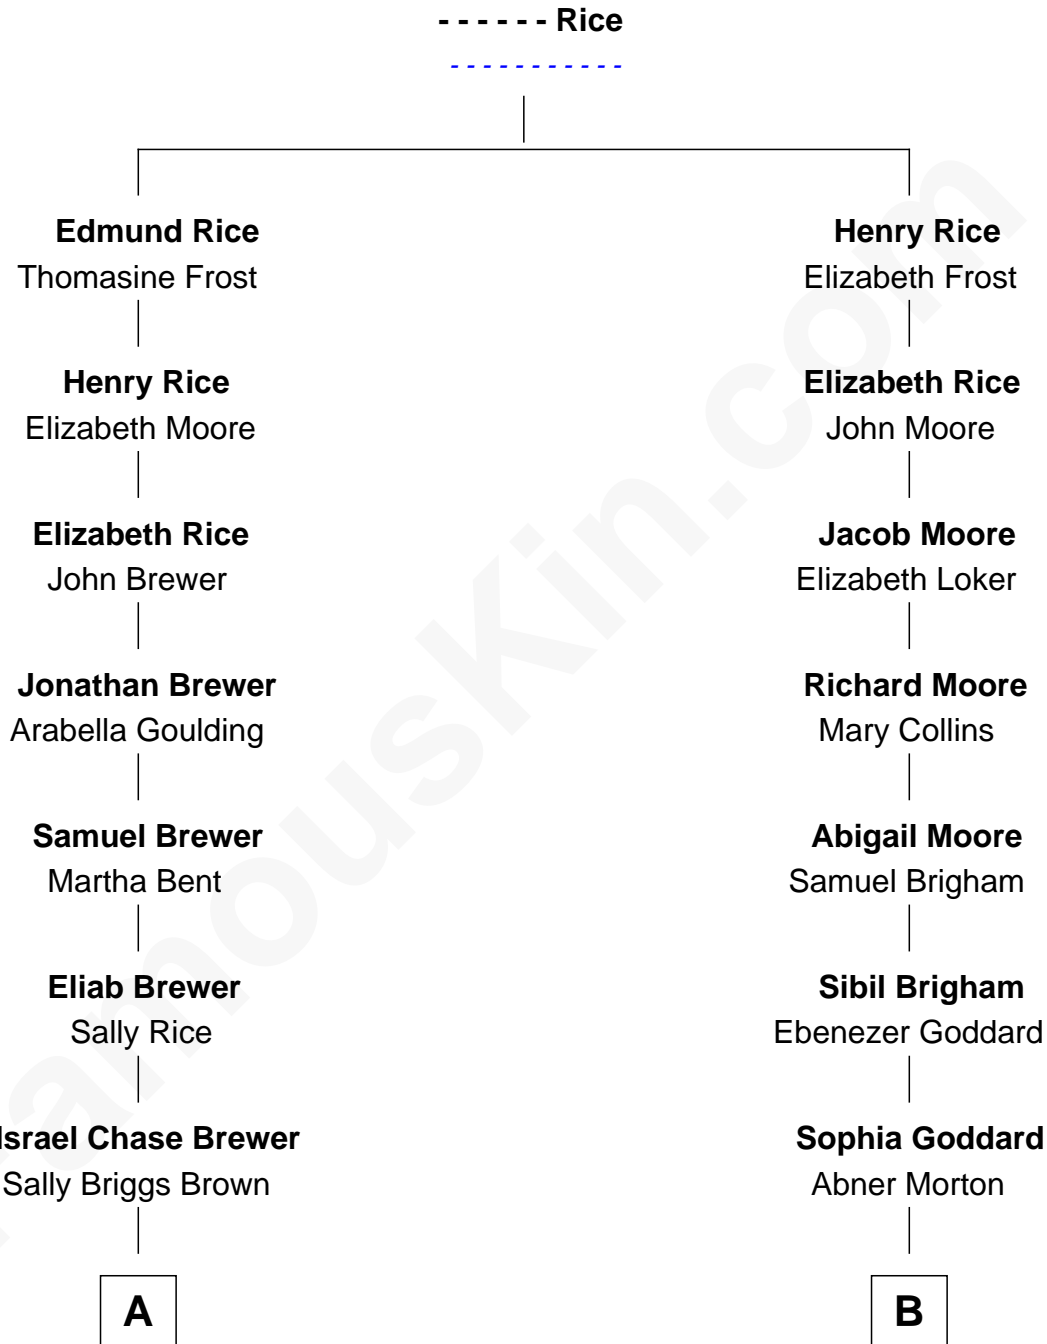 - - - - - - Rice
- - - - - - - - - - -
Edmund Rice
Thomasine Frost
Henry Rice
Elizabeth Frost
Henry Rice
Elizabeth Moore
Elizabeth Rice
John Moore
Elizabeth Rice
John Brewer
Jacob Moore
Elizabeth Loker
Jonathan Brewer
Arabella Goulding
Richard Moore
Mary Collins
Samuel Brewer
Martha Bent
Abigail Moore
Samuel Brigham
Eliab Brewer
Sally Rice
Sibil Brigham
Ebenezer Goddard
Israel Chase Brewer
Sally Briggs Brown
Sophia Goddard
Abner Morton
A
B
FamousKin.com